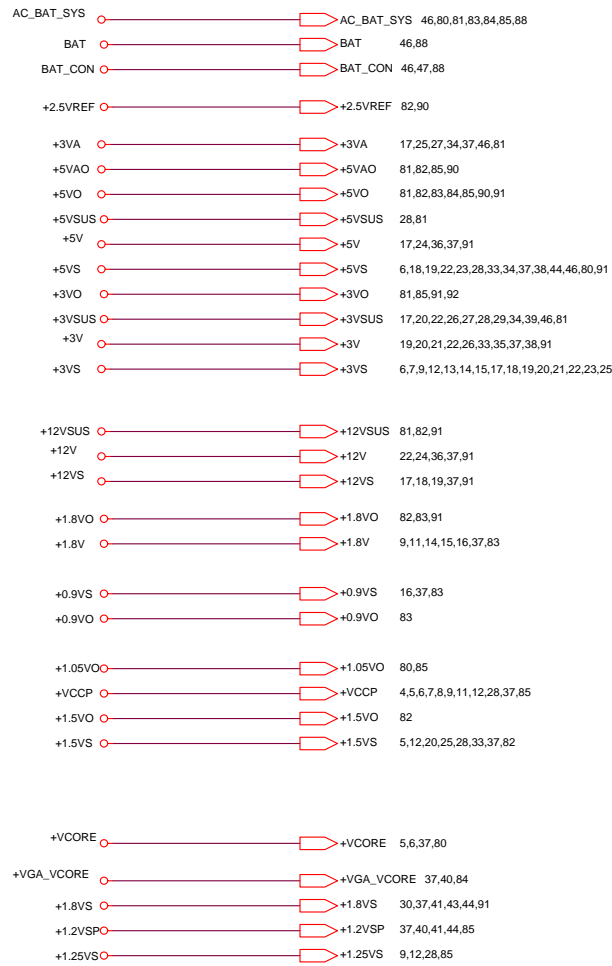 AC_BAT_SYS AC_BAT_SYS 46,80,81,83,84,85,88
BAT BAT 46,88
BAT_CON BAT_CON 46,47,88
+2.5VREF +2.5VREF 82,90
+3VA +3VA 17,25,27,34,37,46,81
+5VAO +5VAO 81,82,85,90
+5VO +5VO 81,82,83,84,85,90,91
+5VSUS +5VSUS 28,81
+5V +5V 17,24,36,37,91
+5VS +5VS 6,18,19,22,23,28,33,34,37,38,44,46,80,91
+3VO +3VO 81,85,91,92
+3VSUS +3VSUS 17,20,22,26,27,28,29,34,39,46,81
+3V +3V 19,20,21,22,26,33,35,37,38,91
+3VS +3VS 6,7,9,12,13,14,15,17,18,19,20,21,22,23,25
+12VSUS +12VSUS 81,82,91
+12V +12V 22,24,36,37,91
+12VS +12VS 17,18,19,37,91
+1.8VO +1.8VO 82,83,91
+1.8V +1.8V 9,11,14,15,16,37,83
+0.9VS +0.9VS 16,37,83
+0.9VO +0.9VO 83
+1.05VO +1.05VO 80,85
+VCCP +VCCP 4,5,6,7,8,9,11,12,28,37,85
+1.5VO +1.5VO 82
+1.5VS +1.5VS 5,12,20,25,28,33,37,82
+VCORE +VCORE 5,6,37,80
+VGA_VCORE +VGA_VCORE 37,40,84
+1.8VS +1.8VS 30,37,41,43,44,91
+1.2VSP +1.2VSP 37,40,41,44,85
+1.25VS +1.25VS 9,12,28,85